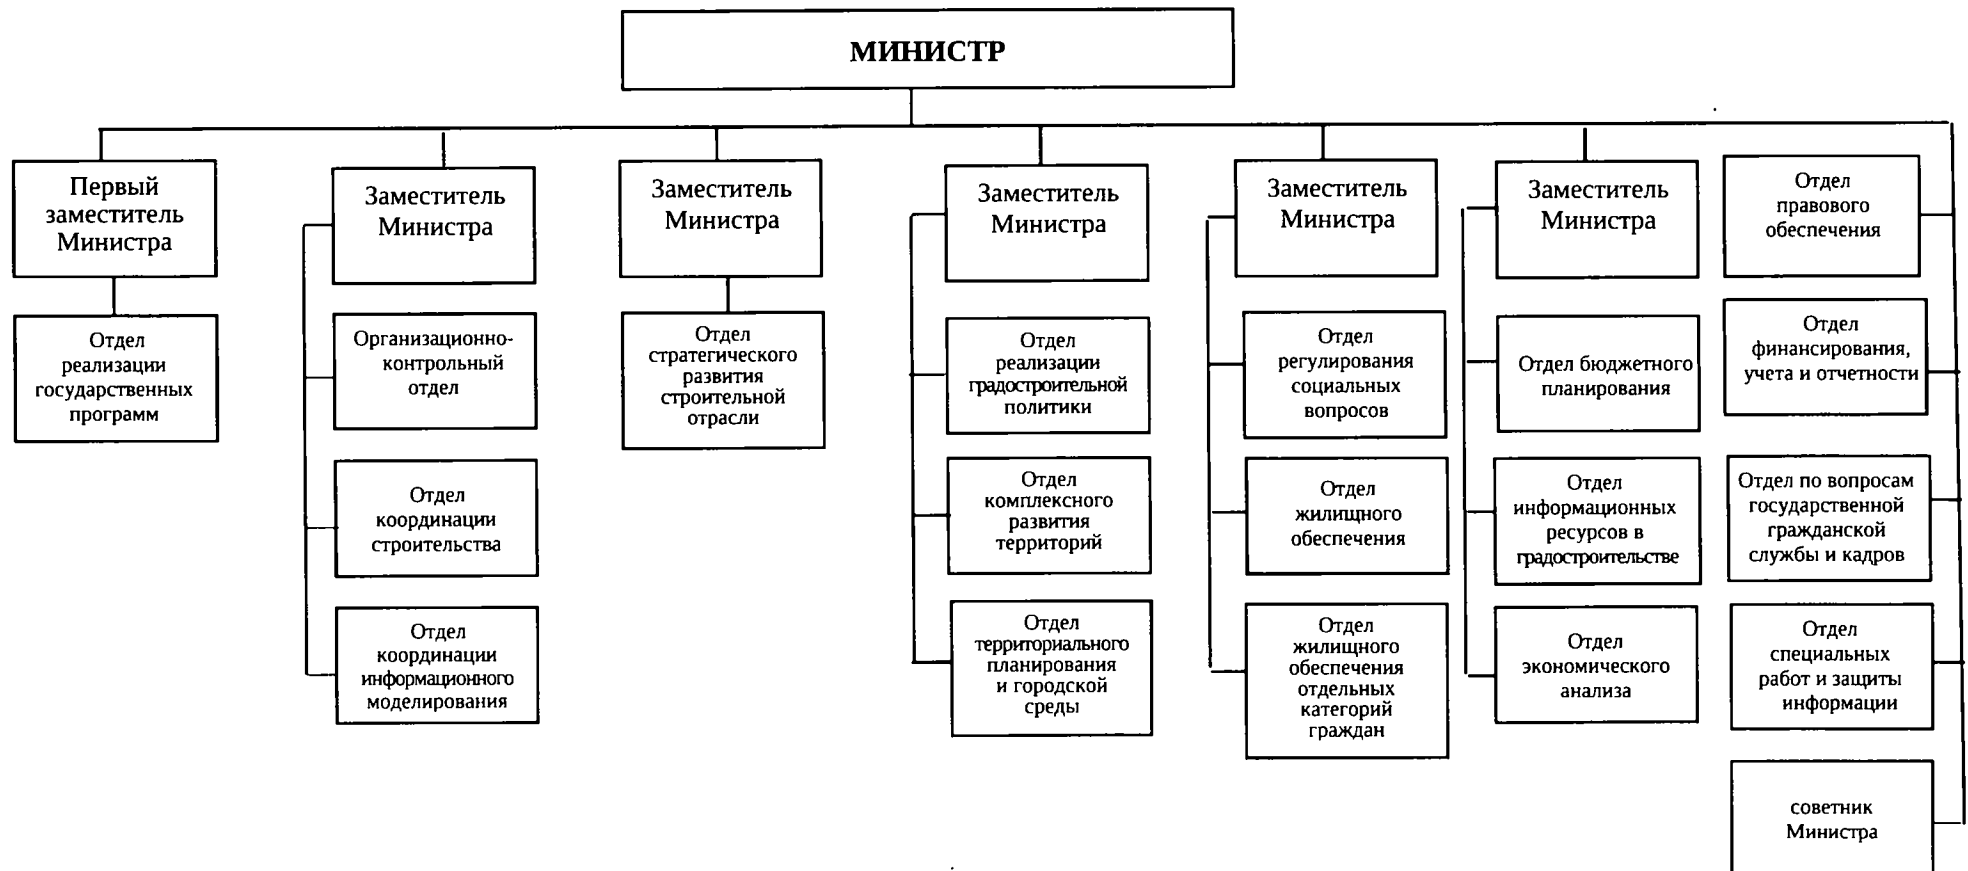 МИНИСТР
Первый
заместитель
Министра
Отдел
реализации
государственных
программ
Заместитель
Министра
Организационно-
контрольный
отдел
Отдел
координации
строительства
Отдел
координации
информационного
моделирования
Заместитель
Министра
Отдел
стратегического
развития
строительной
отрасли
Заместитель
Министра
Отдел
реализации
градостроительной
политики
Отдел
комплексного
развития
территорий
Отдел
территориального
планирования
и городской
среды
Заместитель
Министра
Отдел
регулирования
социальных
вопросов
Отдел
жилищного
обеспечения
Отдел
жилищного
обеспечения
отдельных
категорий
граждан
Заместитель
Министра
Отдел бюджетного
планирования
Отдел
информационных
ресурсов в
градостроительстве
Отдел
экономического
анализа
Отдел
правового
обеспечения
Отдел
финансирования,
учета и отчетности
Отдел по вопросам
государственной
гражданской
службы и кадров
Отдел
специальных
работ и защиты
информации
советник
Министра